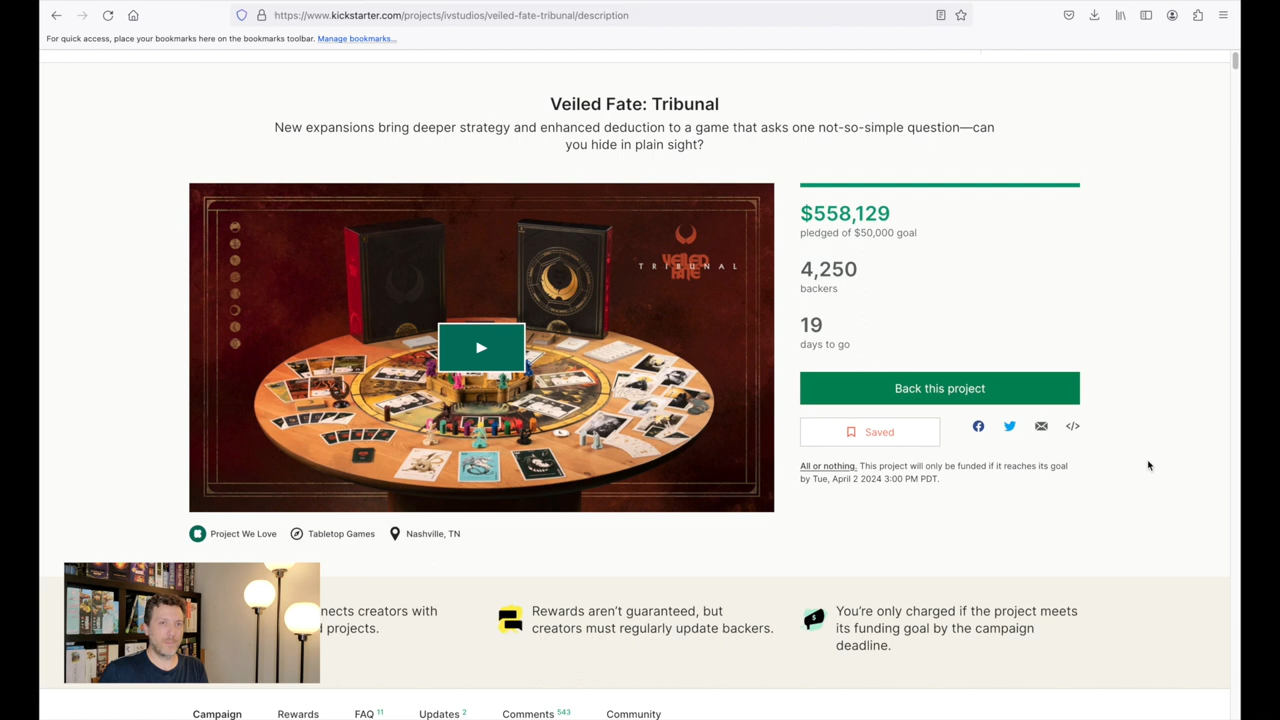 https://www.kickstarter.com/projects/ivstudios/veiled-fate-tribunal/description
For quick access, place your bookmarks here on the bookmarks toolbar. Manage bookmarks...
Veiled Fate: Tribunal
New expansions bring deeper strategy and enhanced deduction to a game that asks one not-so-simple question—can
you hide in plain sight?
VEILED
FATE
TRIBUNAL
$558,129
pledged of $50,000 goal
4,250
backers
19
days to go
Back this project
Saved
All or nothing. This project will only be funded if it reaches its goal
by Tue, April 2 2024 3:00 PM PDT.
Project We Love
Tabletop Games
Nashville, TN
nects creators with
projects.
Rewards aren't guaranteed, but
creators must regularly update backers.
You're only charged if the project meets
its funding goal by the campaign
deadline.
Campaign
Rewards
FAQ 11
Updates 2
Comments 543
Community